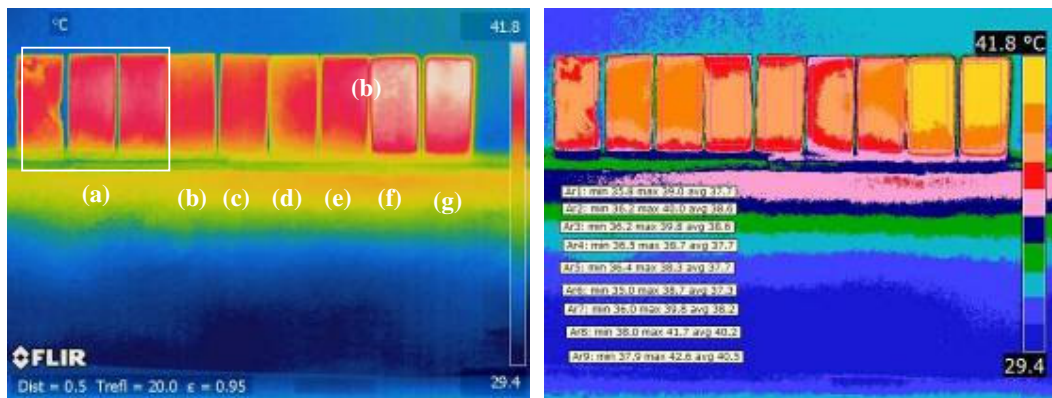 °C
41.8
(b)
(a) (b) (c) (d) (e) (f) (g)
FLIR
29.4
Dist = 0.5 Trefl = 20.0 ε = 0.95
41.8 °C
Ar1: min 35.8 max 39.0 avg 37.7
Ar2: min 36.2 max 40.0 avg 38.6
Ar3: min 36.2 max 39.8 avg 38.6
Ar4: min 36.5 max 38.7 avg 37.7
Ar5: min 36.4 max 38.3 avg 37.7
Ar6: min 35.0 max 38.7 avg 37.3
Ar7: min 36.0 max 39.6 avg 38.2
Ar8: min 38.0 max 41.7 avg 40.2
Ar9: min 37.9 max 42.6 avg 40.5
29.4